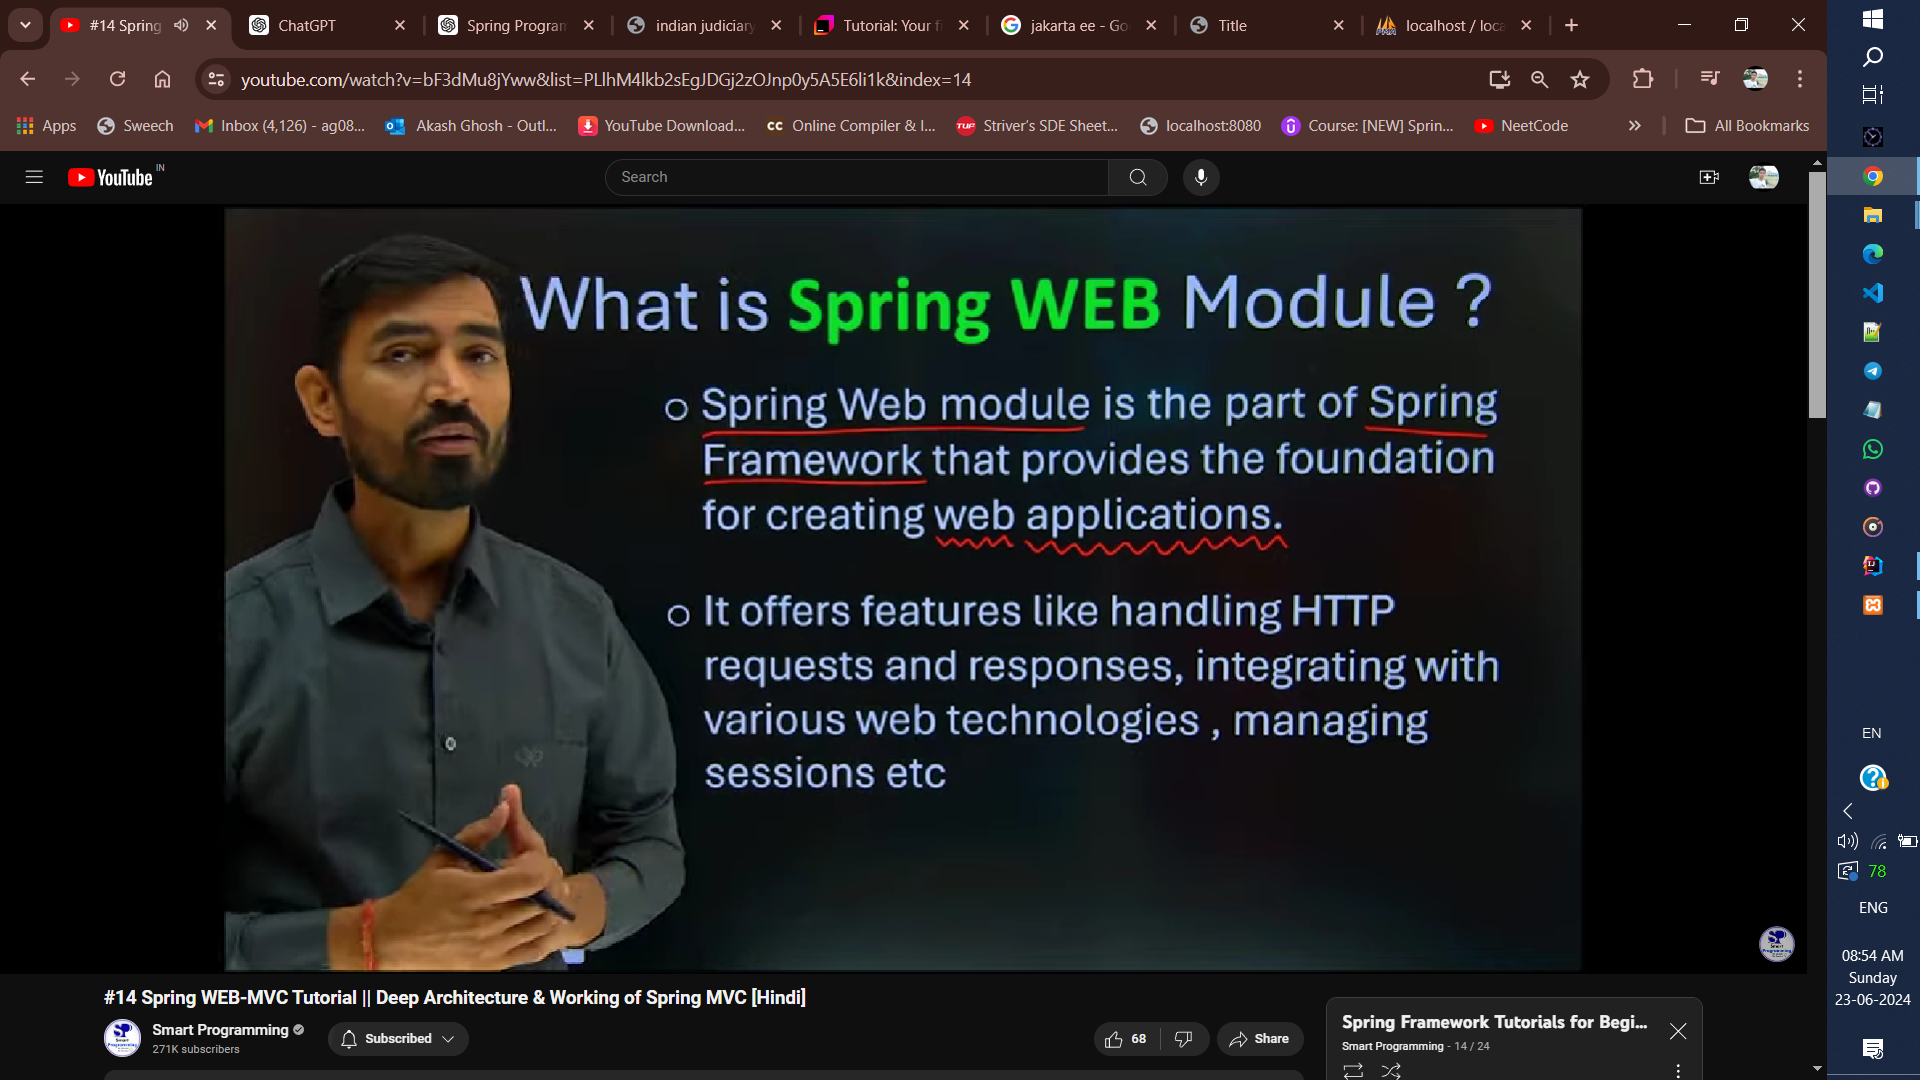 #14 Spring
ChatGPT
Spring Program
indian judiciary
Tutorial: Your fi
jakarta ee - Go
Title
localhost / loca
youtube.com/watch?v=bF3dMu8jYww&list=PLlhM4lkb2sEgJDGj2zOJnp0y5A5E6li1k&index=14
Apps
Sweech
Inbox (4,126) - ag08...
Akash Ghosh - Outl...
YouTube Download...
Online Compiler & I...
Striver's SDE Sheet...
localhost:8080
Course: [NEW] Sprin...
NeetCode
All Bookmarks
YouTube IN
Search
What is Spring WEB Module ?
Spring Web module is the part of Spring
Framework that provides the foundation
for creating web applications.
It offers features like handling HTTP
requests and responses, integrating with
various web technologies , managing
sessions etc
#14 Spring WEB-MVC Tutorial || Deep Architecture & Working of Spring MVC [Hindi]
Smart Programming
271K subscribers
Subscribed
68
Share
Spring Framework Tutorials for Begi...
Smart Programming - 14 / 24
EN
78
ENG
08:54 AM
Sunday
23-06-2024